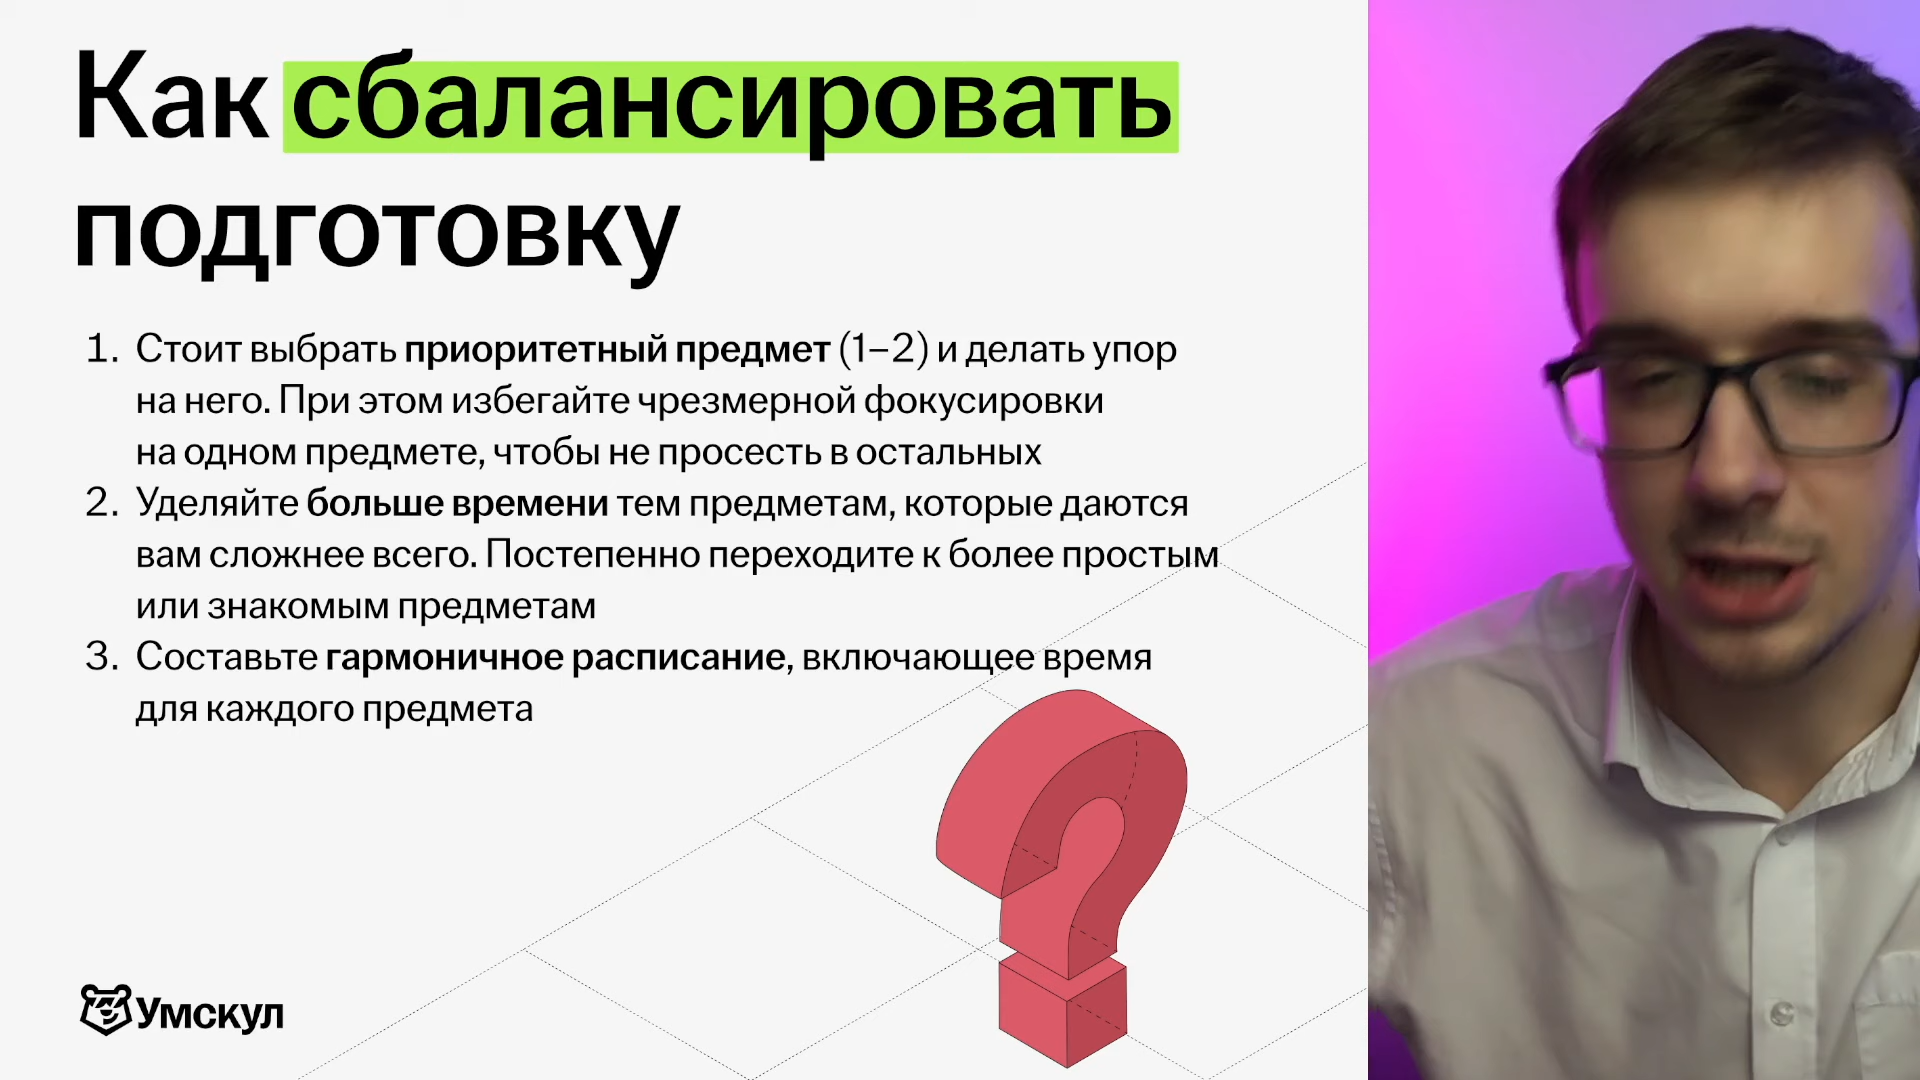 Как сбалансировать
подготовку
1. Стоит выбрать приоритетный предмет (1–2) и делать упор
на него. При этом избегайте чрезмерной фокусировки
на одном предмете, чтобы не просесть в остальных
2. Уделяйте больше времени тем предметам, которые даются
вам сложнее всего. Постепенно переходите к более простым
или знакомым предметам
3. Составьте гармоничное расписание, включающее время
для каждого предмета
Умскул